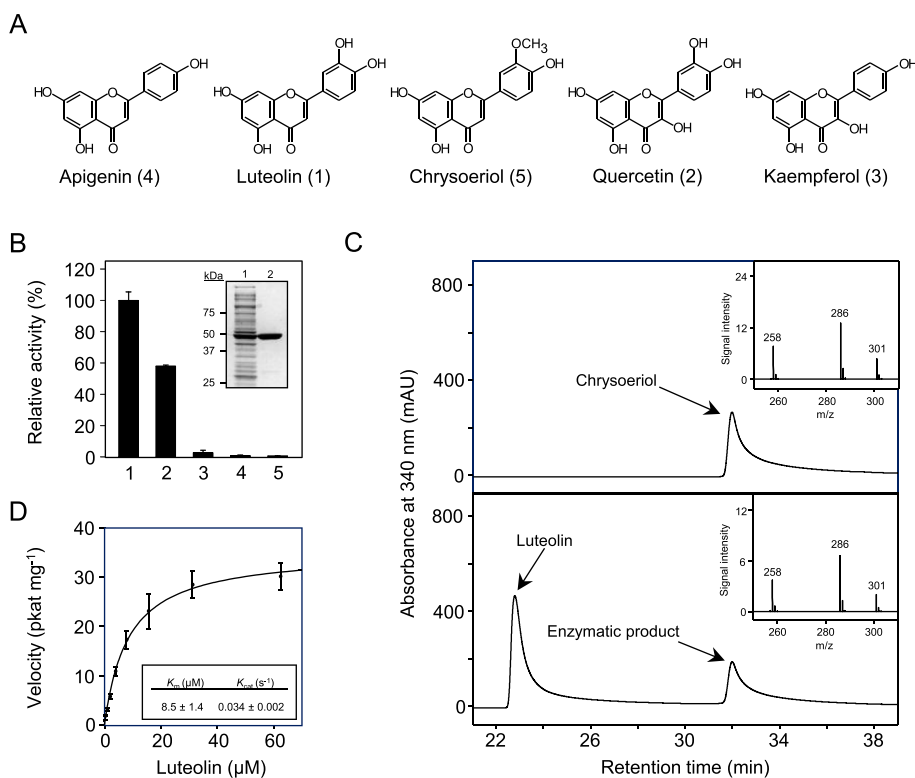 A
OH OH OCH3 OH
HO OH HO OH HO OH HO OH HO OH
O O O O O
OH OH
OH O OH O OH O OH O OH O
Apigenin (4) Luteolin (1) Chrysoeriol (5) Quercetin (2) Kaempferol (3)
B
Relative activity (%)
120
100
80
60
40
20
0
1 2 3 4 5
kDa 1 2
75
50
37
25
C
Absorbance at 340 nm (mAU)
800
400
0
Chrysoeriol
Signal intensity
24
12
0
258 286 301
260 280 300
m/z
800
400
0
Luteolin
Enzymatic product
Signal intensity
12
6
0
258 286 301
260 280 300
m/z
22 26 30 34 38
Retention time (min)
D
Velocity (pkat mg-1)
40
30
20
10
0
Km (µM) Kcat (s-1)
8.5 ± 1.4 0.034 ± 0.002
0 20 40 60
Luteolin (µM)